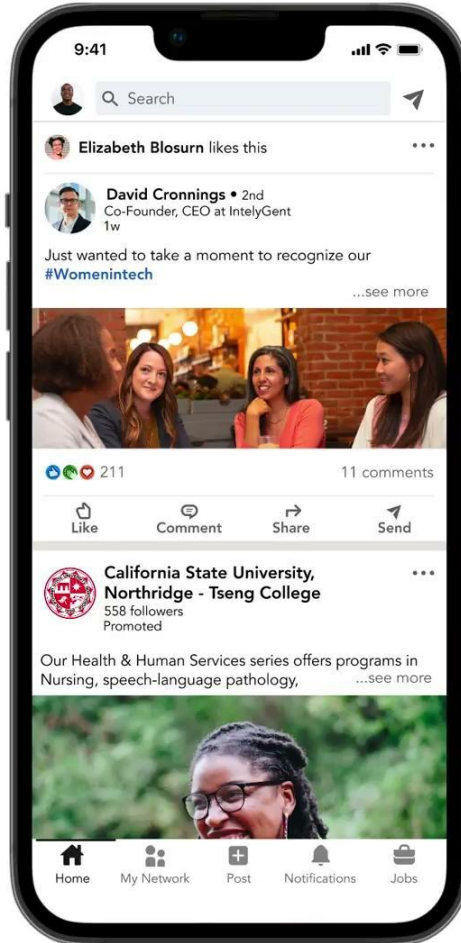 9:41
Search
Elizabeth Blosurn likes this
David Cronnings • 2nd
Co-Founder, CEO at IntelyGent
1w
Just wanted to take a moment to recognize our
#Womenintech
...see more
211
11 comments
Like
Comment
Share
Send
California State University,
Northridge - Tseng College
558 followers
Promoted
Our Health & Human Services series offers programs in
Nursing, speech-language pathology,
...see more
Home
My Network
Post
Notifications
Jobs